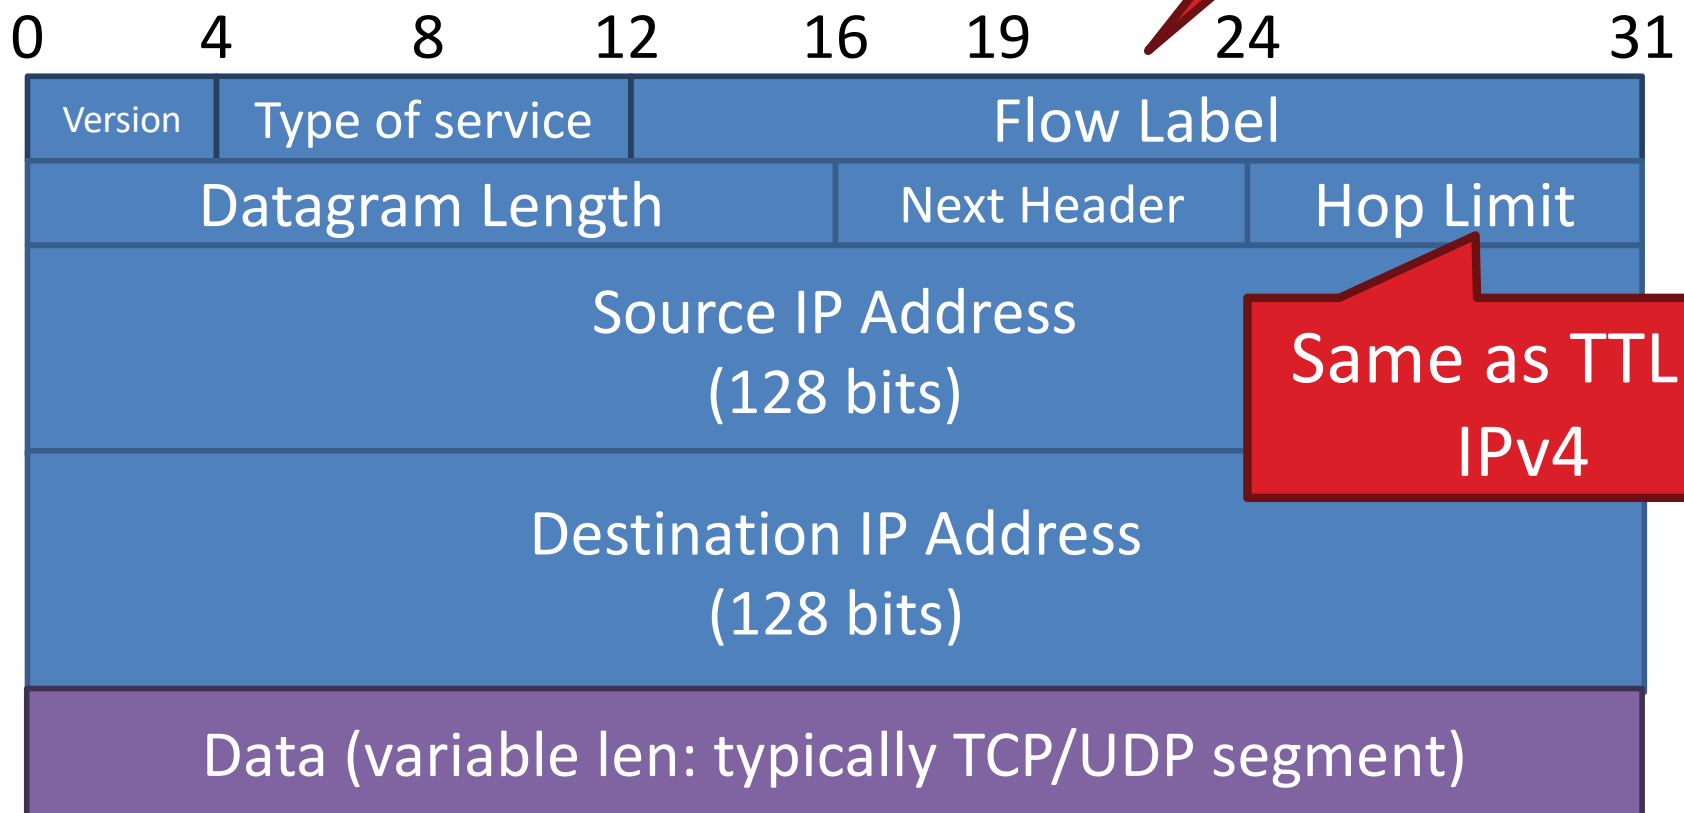 0 4 8 12 16 19 24 31
Version Type of service Flow Label
Datagram Length Next Header Hop Limit
Source IP Address
(128 bits)
Same as TTL
IPv4
Destination IP Address
(128 bits)
Data (variable len: typically TCP/UDP segment)